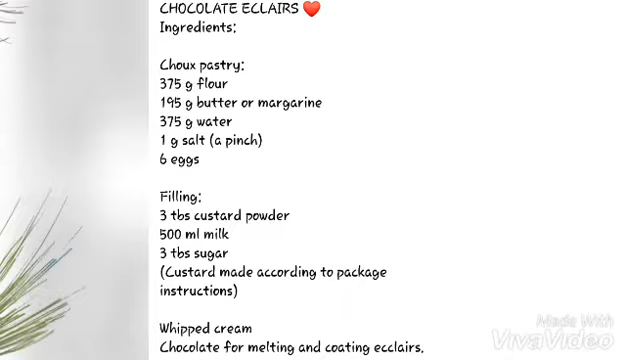 CHOCOLATE ECLAIRS ❤️
Ingredients:
Choux pastry:
375 g flour
195 g butter or margarine
375 g water
1 g salt (a pinch)
6 eggs
Filling:
3 tbs custard powder
500 ml milk
3 tbs sugar
(Custard made according to package
instructions)
Whipped cream
Chocolate for melting and coating ecclairs.
Made With
VivaVideo